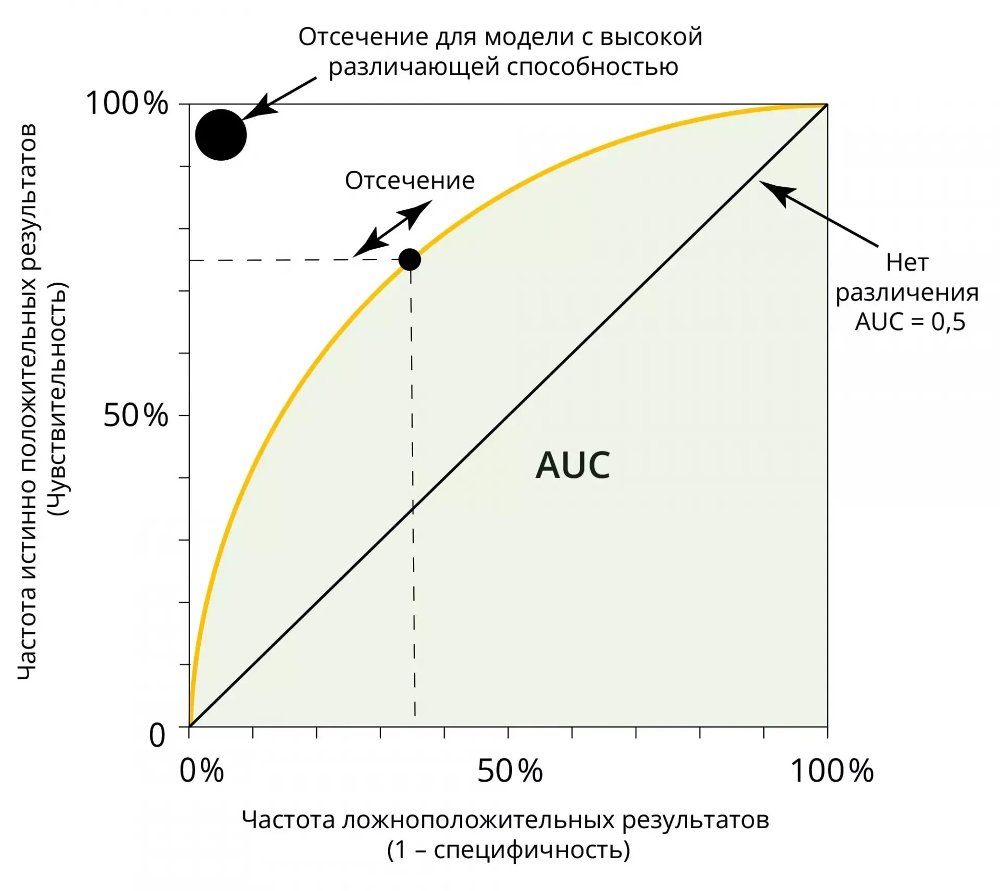 Отсечение для модели с высокой
различающей способностью
100 %
Отсечение
Нет
различения
AUC = 0,5
Частота истинно положительных результатов
(Чувствительность)
50 %
AUC
0
0 %
50 %
100 %
Частота ложноположительных результатов
(1 – специфичность)